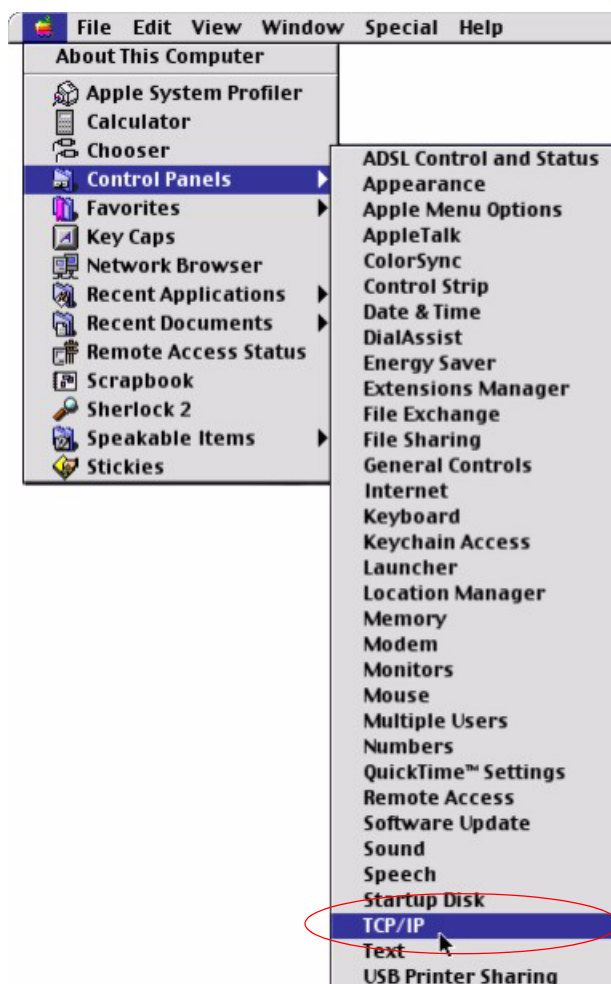 File Edit View Window Special Help
About This Computer
Apple System Profiler
Calculator
Chooser
Control Panels
Favorites
Key Caps
Network Browser
Recent Applications
Recent Documents
Remote Access Status
Scrapbook
Sherlock 2
Speakable Items
Stickies
ADSL Control and Status
Appearance
Apple Menu Options
AppleTalk
ColorSync
Control Strip
Date & Time
DialAssist
Energy Saver
Extensions Manager
File Exchange
File Sharing
General Controls
Internet
Keyboard
Keychain Access
Launcher
Location Manager
Memory
Modem
Monitors
Mouse
Multiple Users
Numbers
QuickTime™ Settings
Remote Access
Software Update
Sound
Speech
Startup Disk
TCP/IP
Text
USB Printer Sharing